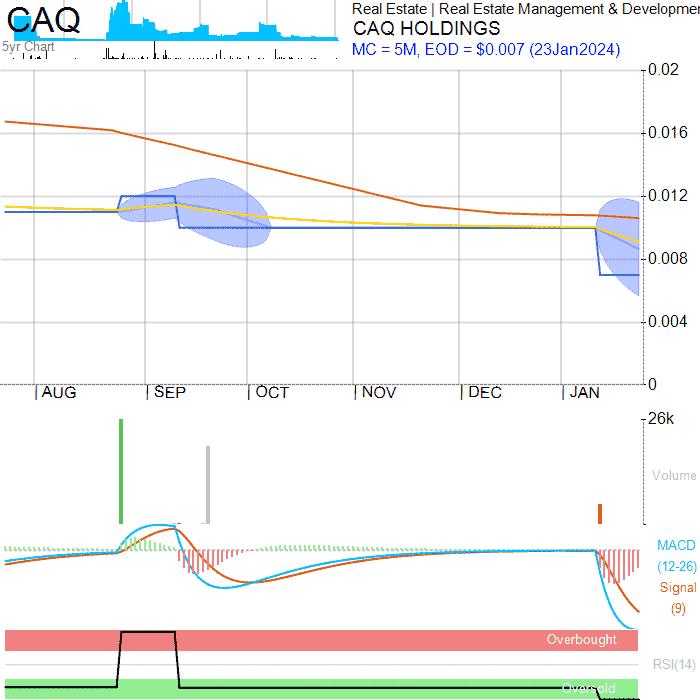 CAQ
Real Estate | Real Estate Management & Developmen
CAQ HOLDINGS
5yr Chart
MC = 5M, EOD = $0.007 (23Jan2024)
0.02
0.016
0.012
0.008
0.004
0
AUG SEP OCT NOV DEC JAN
26k
Volume
MACD
(12-26)
Signal
(9)
Overbought
RSI(14)
Oversold